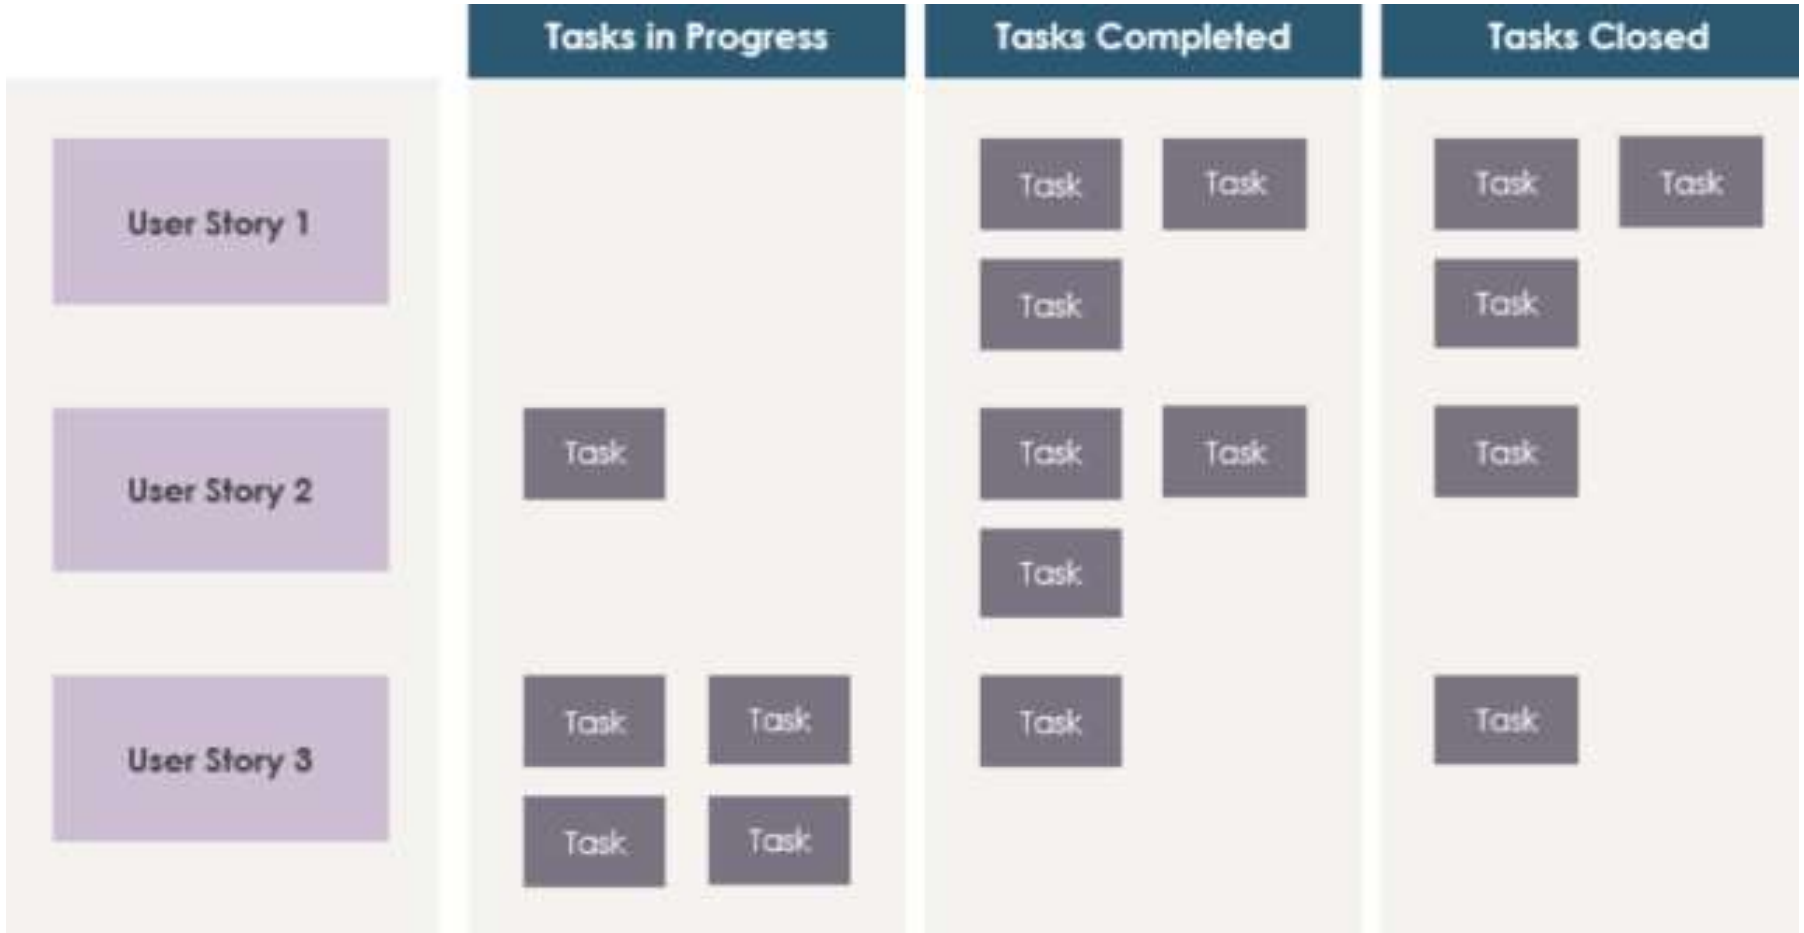 Tasks in Progress Tasks Completed Tasks Closed
User Story 1 Task Task Task Task
Task Task
User Story 2 Task Task Task Task
Task
User Story 3 Task Task Task Task
Task Task